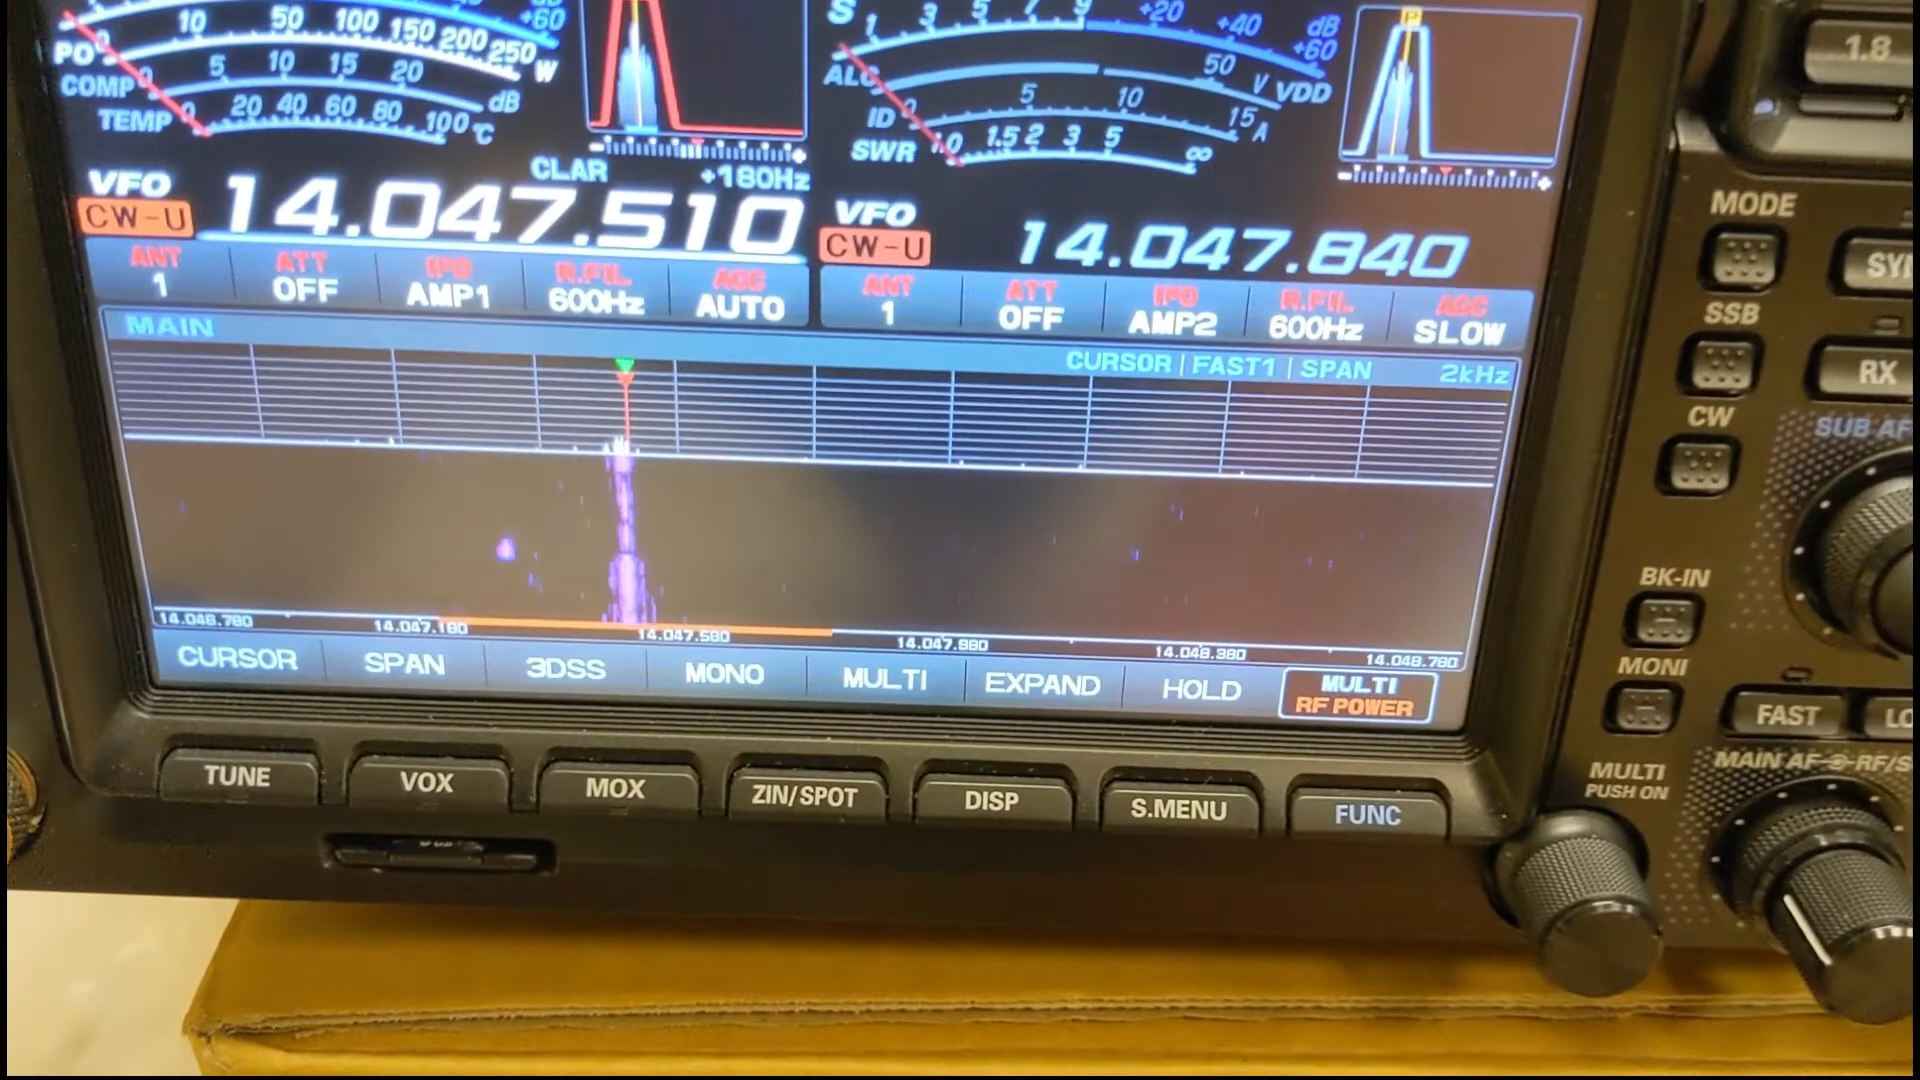 +60
10 50 100 150 200 250 W
PO
0 5 10 15 20 dB
COMP
0 20 40 60 80 100 °C
TEMP
S 1 3 5 7 9 +20 +40 +60 dB
ALC
50 V VDD
0 5 10 15 A
ID
1.0 1.5 2 3 5 ∞
SWR
P
CLAR +180Hz
VFO
CW-U 14.047.510
VFO
CW-U 14.047.840
ANT ATT IPO R.FIL AGC
1 OFF AMP1 600Hz AUTO
ANT ATT IPO R.FIL AGC
1 OFF AMP2 600Hz SLOW
MAIN
CURSOR | FAST1 | SPAN 2kHz
14.046.780 14.047.180 14.047.580 14.047.980 14.048.380 14.048.780
CURSOR SPAN 3DSS MONO MULTI EXPAND HOLD MULTI
RF POWER
TUNE VOX MOX ZIN/SPOT DISP S.MENU FUNC
1.8
MODE
SSB
RX
CW
SUB AF
BK-IN
MONI
FAST
MULTI
PUSH ON
MAIN AF